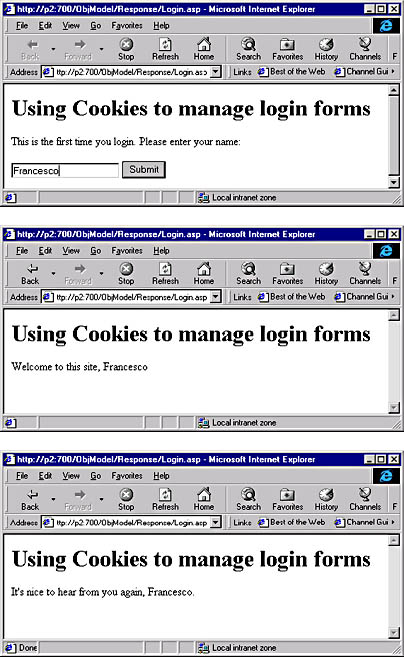 http://p2:700/ObjModel/Response/Login.asp - Microsoft Internet Explorer
File Edit View Go Favorites Help
Back Forward Stop Refresh Home Search Favorites History Channels F
Address ttp://p2:700/ObjModel/Response/Login.asp Links Best of the Web Channel Gui
Using Cookies to manage login forms
This is the first time you login. Please enter your name:
Francesco Submit
Local intranet zone
http://p2:700/ObjModel/Response/Login.asp - Microsoft Internet Explorer
File Edit View Go Favorites Help
Back Forward Stop Refresh Home Search Favorites History Channels F
Address ttp://p2:700/ObjModel/Response/Login.asp Links Best of the Web Channel Gui
Using Cookies to manage login forms
Welcome to this site, Francesco
Local intranet zone
http://p2:700/ObjModel/Response/Login.asp - Microsoft Internet Explorer
File Edit View Go Favorites Help
Back Forward Stop Refresh Home Search Favorites History Channels F
Address ttp://p2:700/ObjModel/Response/Login.asp Links Best of the Web Channel Gui
Using Cookies to manage login forms
It's nice to hear from you again, Francesco.
Done Local intranet zone